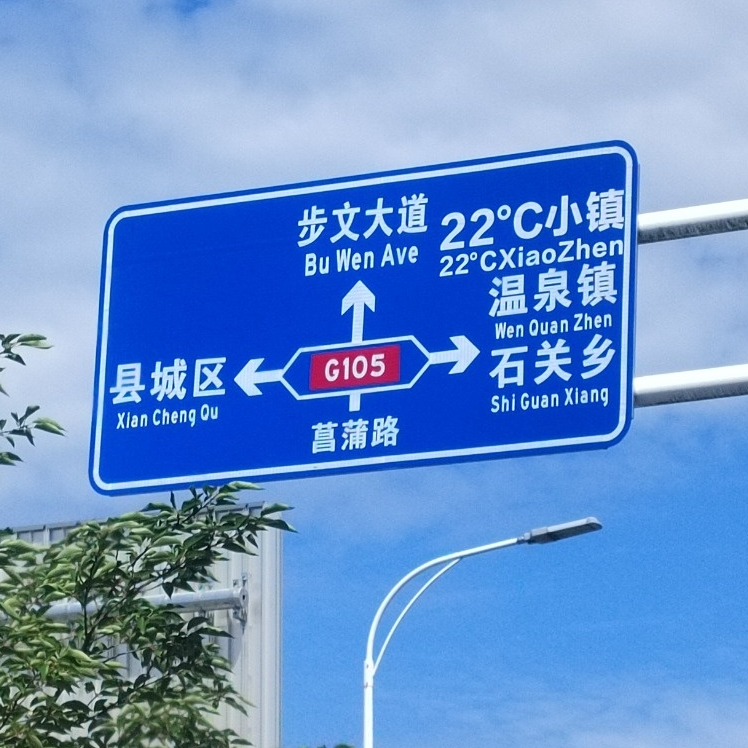 步文大道
Bu Wen Ave
22°C小镇
22°CXiaoZhen
温泉镇
Wen Quan Zhen
石关乡
Shi Guan Xiang
县城区
Xian Cheng Qu
G105
菖蒲路